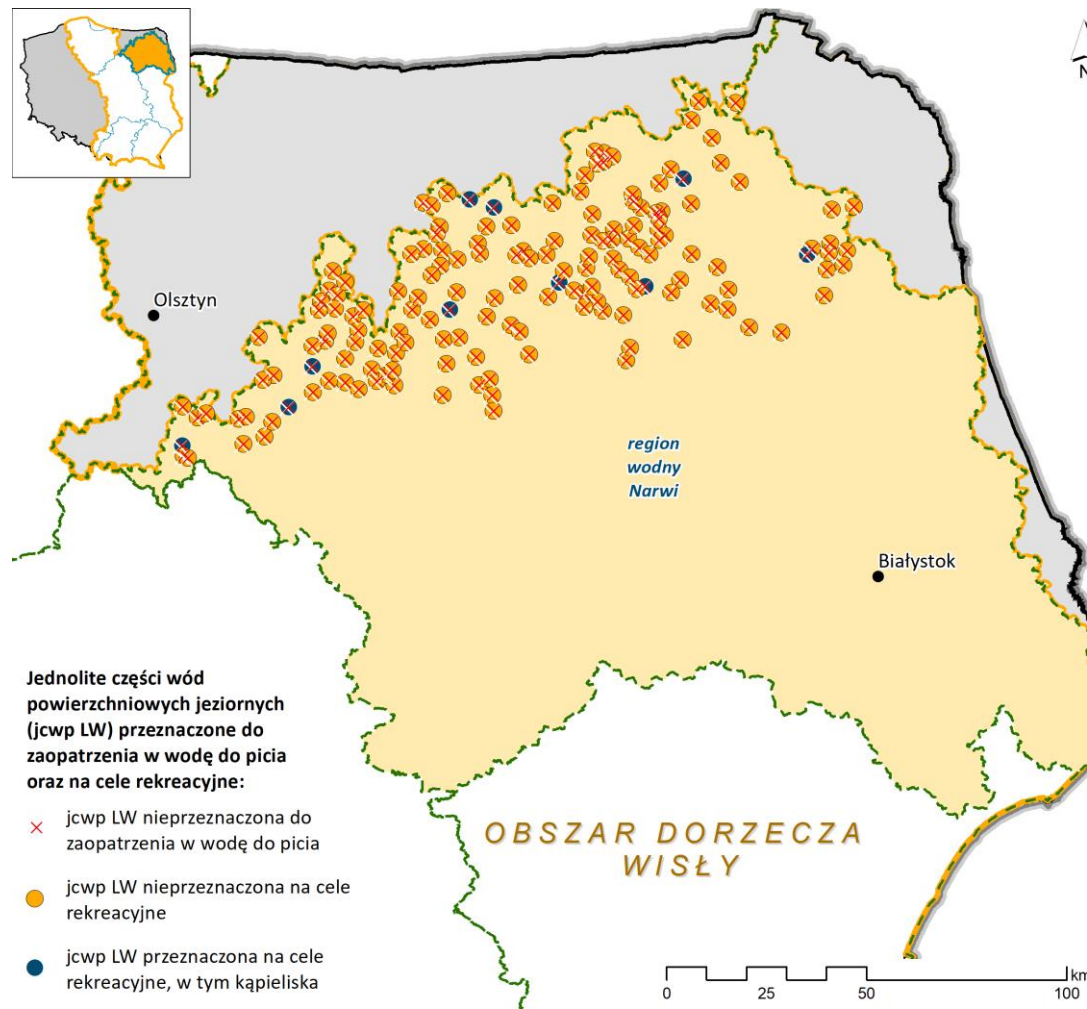 N
Olsztyn
region
wodny
Narwi
Białystok
Jednolite części wód
powierzchniowych jeziornych
(jcwp LW) przeznaczone do
zaopatrzenia w wodę do picia
oraz na cele rekreacyjne:
jcwp LW nieprzeznaczona do
zaopatrzenia w wodę do picia
jcwp LW nieprzeznaczona na cele
rekreacyjne
jcwp LW przeznaczona na cele
rekreacyjne, w tym kąpieliska
OBSZAR DORZECZA
WISŁY
km
0 25 50 100